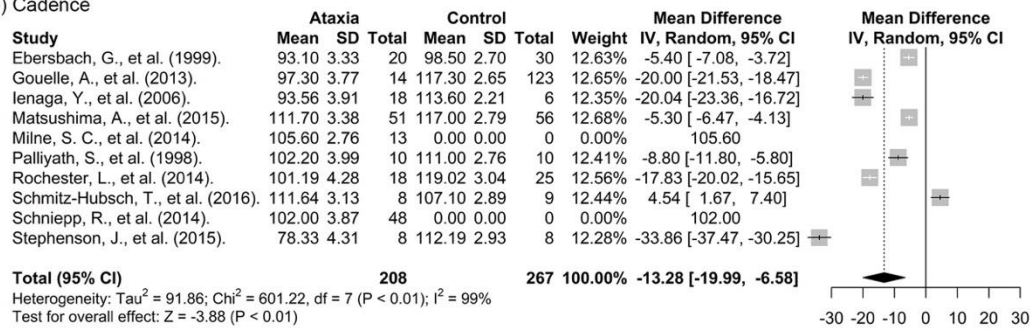 ) Cadence
Ataxia Control Mean Difference Mean Difference
Study Mean SD Total Mean SD Total Weight IV, Random, 95% CI IV, Random, 95% CI
Ebersbach, G., et al. (1999). 93.10 3.33 20 98.50 2.70 30 12.63% -5.40 [ -7.08, -3.72]
Gouelle, A., et al. (2013). 97.30 3.77 14 117.30 2.65 123 12.66% -20.00 [-21.53, -18.47]
Ienaga, Y., et al. (2006). 93.56 3.91 18 113.60 2.21 6 12.35% -20.04 [-23.36, -16.72]
Matsushima, A., et al. (2015). 111.70 3.38 51 117.00 2.79 56 12.68% -5.30 [ -6.47, -4.13]
Milne, S. C., et al. (2014). 105.60 2.76 13 0.00 0.00 0 0.00% 105.60
Palliyath, S., et al. (1998). 102.20 3.99 10 111.00 2.76 10 12.41% -8.80 [-11.80, -5.80]
Rochester, L., et al. (2014). 101.19 4.28 18 119.02 3.04 25 12.56% -17.83 [-20.02, -15.65]
Schmitz-Hubsch, T., et al. (2016). 111.64 3.13 8 107.10 2.89 9 12.44% 4.54 [ 1.67, 7.40]
Schniepp, R., et al. (2014). 102.00 3.87 48 0.00 0.00 0 0.00% 102.00
Stephenson, J., et al. (2015). 78.33 4.31 8 112.19 2.93 8 12.28% -33.86 [-37.47, -30.25]
Total (95% CI) 208 267 100.00% -13.28 [-19.99, -6.58]
Heterogeneity: Tau² = 91.86; Chi² = 601.22, df = 7 (P < 0.01); I² = 99%
Test for overall effect: Z = -3.88 (P < 0.01)
-30 -20 -10 0 10 20 30